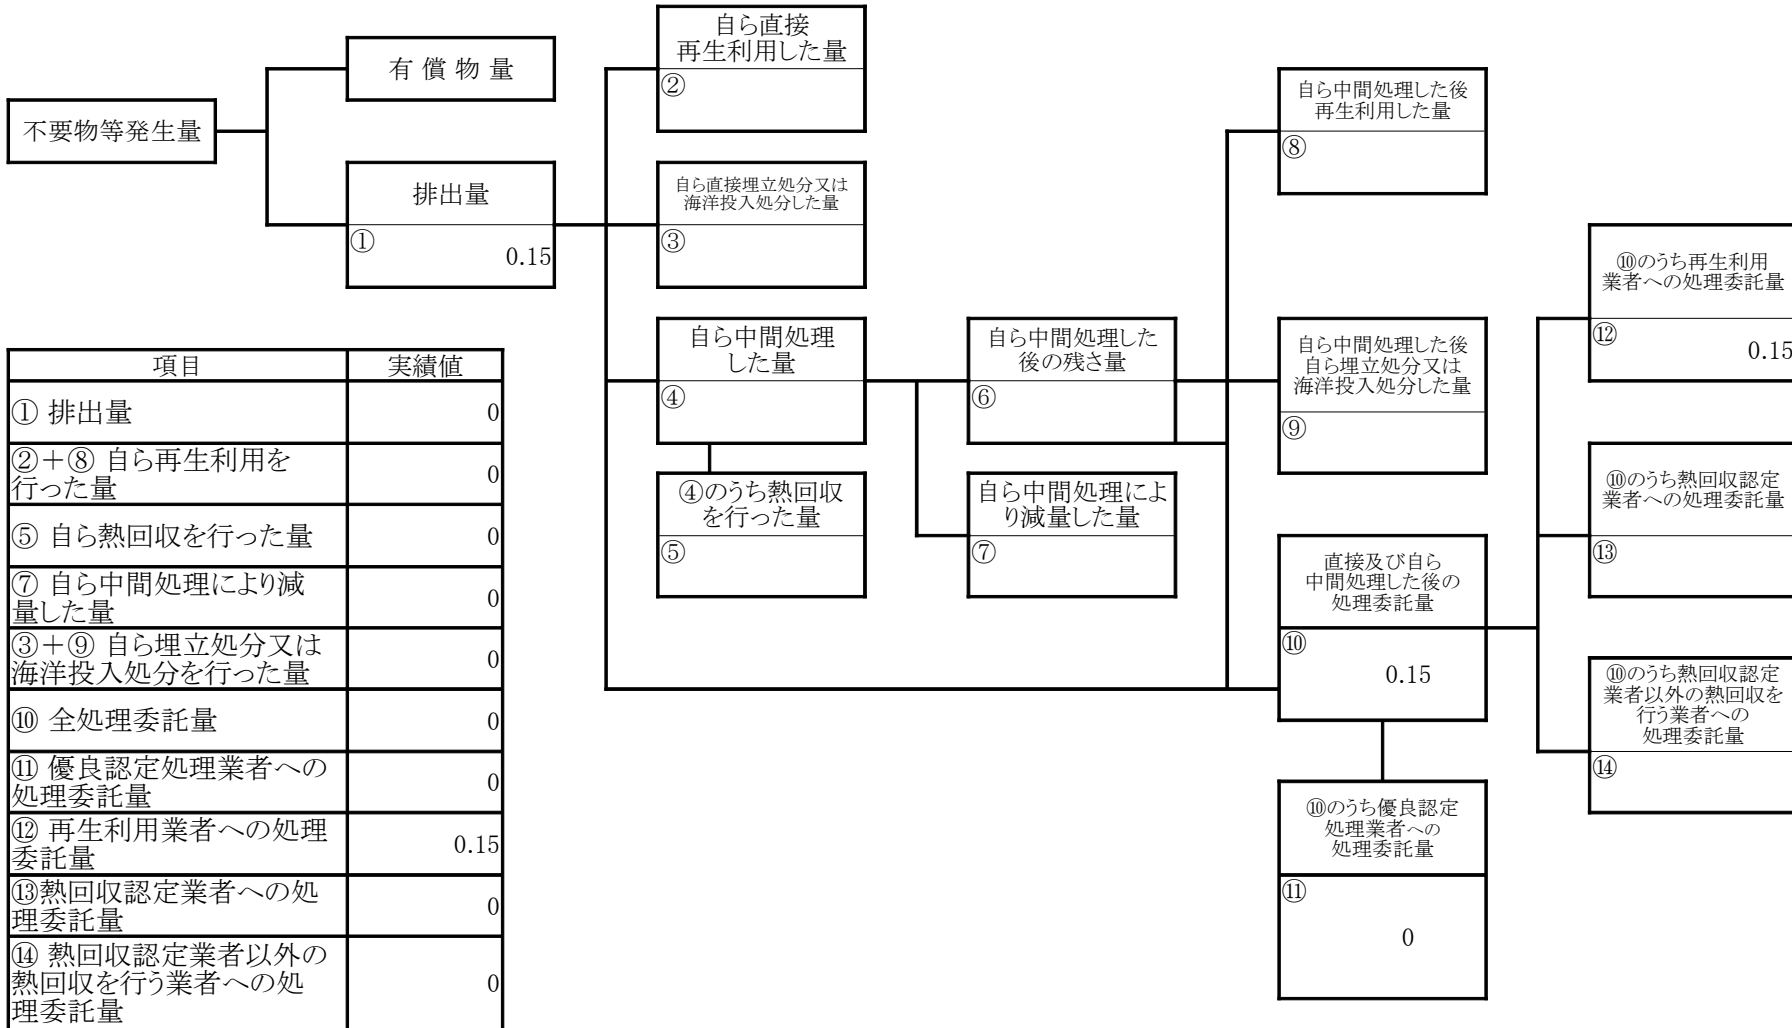 不要物等発生量
有償物量
排出量
①
0.15
自ら直接
再生利用した量
②
自ら直接埋立処分又は
海洋投入処分した量
③
自ら中間処理
した量
④
④のうち熱回収
を行った量
⑤
自ら中間処理した
後の残さ量
⑥
自ら中間処理によ
り減量した量
⑦
自ら中間処理した後
再生利用した量
⑧
自ら中間処理した後
自ら埋立処分又は
海洋投入処分した量
⑨
直接及び自ら
中間処理した後の
処理委託量
⑩
0.15
⑩のうち優良認定
処理業者への
処理委託量
⑪
0
⑩のうち再生利用
業者への処理委託量
⑫
0.15
⑩のうち熱回収認定
業者への処理委託量
⑬
⑩のうち熱回収認定
業者以外の熱回収を
行う業者への
処理委託量
⑭
項目 実績値
① 排出量 0
②＋⑧ 自ら再生利用を
行った量 0
⑤ 自ら熱回収を行った量 0
⑦ 自ら中間処理により減
量した量 0
③＋⑨ 自ら埋立処分又は
海洋投入処分を行った量 0
⑩ 全処理委託量 0
⑪ 優良認定処理業者への
処理委託量 0
⑫ 再生利用業者への処理
委託量 0.15
⑬熱回収認定業者への処
理委託量 0
⑭ 熱回収認定業者以外の
熱回収を行う業者への処
理委託量 0